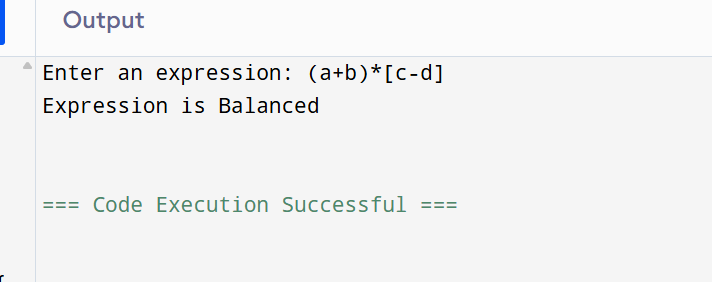 Output
Enter an expression: (a+b)*[c-d]
Expression is Balanced
=== Code Execution Successful ===